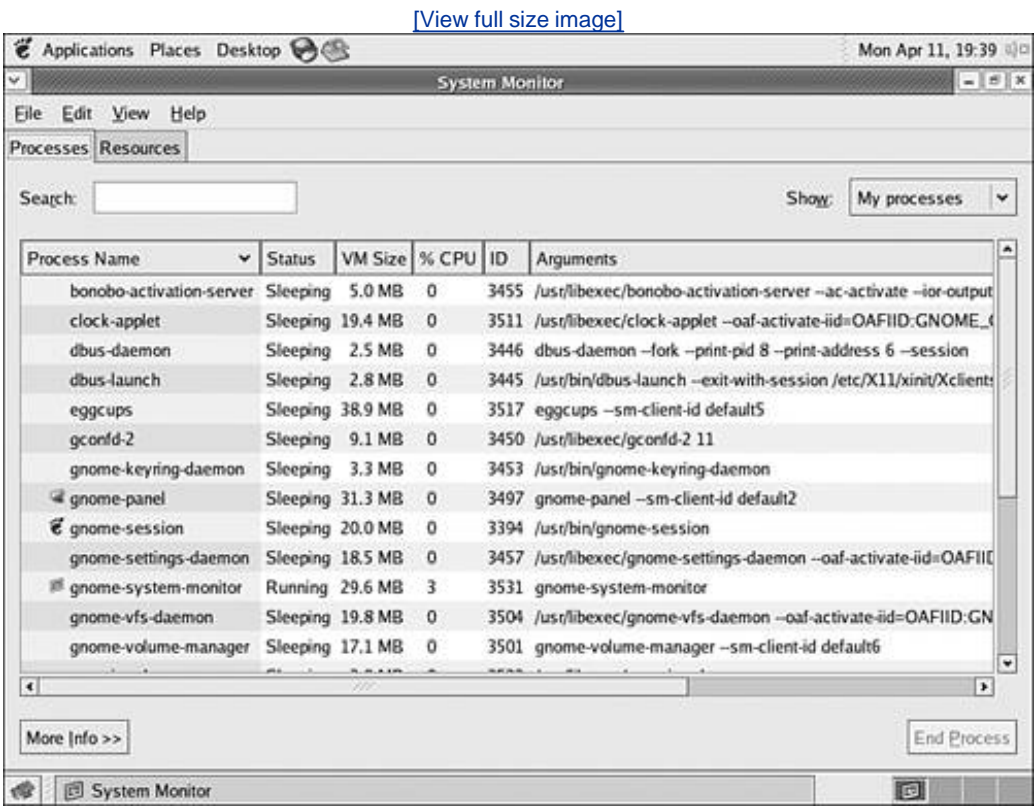 [View full size image]
Applications Places Desktop Mon Apr 11, 19:39
System Monitor
File Edit View Help
Processes Resources
Search: Show: My processes
Process Name Status VM Size % CPU ID Arguments
bonobo-activation-server Sleeping 5.0 MB 0 3455 /usr/libexec/bonobo-activation-server --ac-activate --ior-output
clock-applet Sleeping 19.4 MB 0 3511 /usr/libexec/clock-applet --oaf-activate-iid=OAFIID:GNOME_
dbus-daemon Sleeping 2.5 MB 0 3446 dbus-daemon --fork --print-pid 8 --print-address 6 --session
dbus-launch Sleeping 2.8 MB 0 3445 /usr/bin/dbus-launch --exit-with-session /etc/X11/xinit/Xclients
eggcups Sleeping 38.9 MB 0 3517 eggcups --sm-client-id default5
gconfd-2 Sleeping 9.1 MB 0 3450 /usr/libexec/gconfd-2 11
gnome-keyring-daemon Sleeping 3.3 MB 0 3453 /usr/bin/gnome-keyring-daemon
gnome-panel Sleeping 31.3 MB 0 3497 gnome-panel --sm-client-id default2
gnome-session Sleeping 20.0 MB 0 3394 /usr/bin/gnome-session
gnome-settings-daemon Sleeping 18.5 MB 0 3457 /usr/libexec/gnome-settings-daemon --oaf-activate-iid=OAFIID
gnome-system-monitor Running 29.6 MB 3 3531 gnome-system-monitor
gnome-vfs-daemon Sleeping 19.8 MB 0 3504 /usr/libexec/gnome-vfs-daemon --oaf-activate-iid=OAFIID:GN
gnome-volume-manager Sleeping 17.1 MB 0 3501 gnome-volume-manager --sm-client-id default6
More Info >> End Process
System Monitor